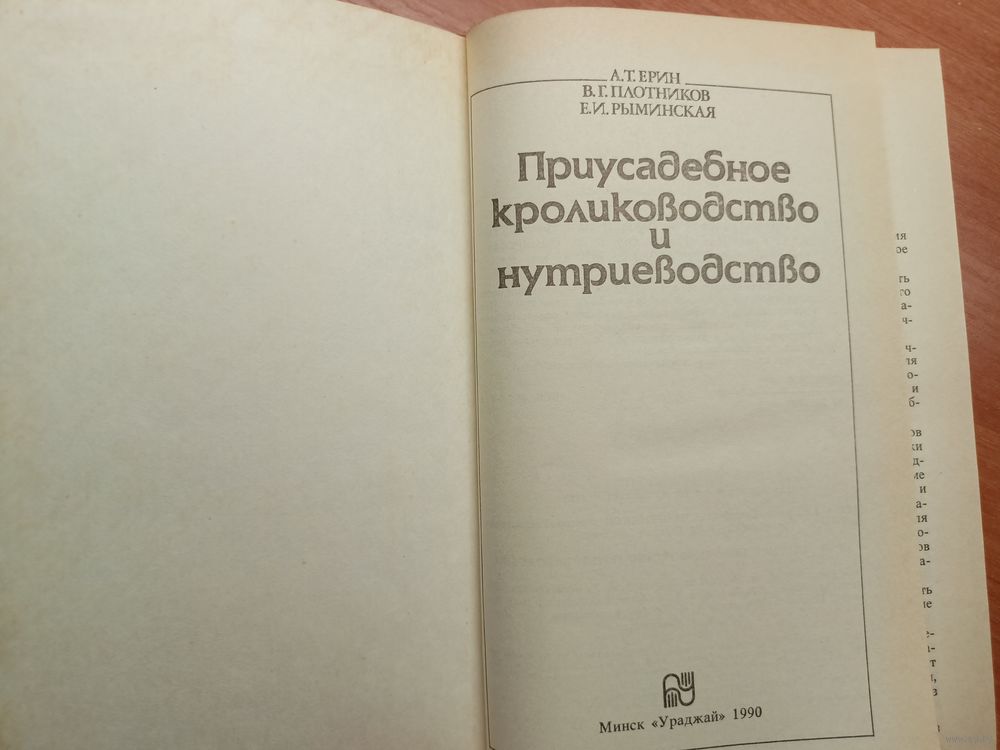 А.Т. ЕРИН
В.Г. ПЛОТНИКОВ
Е.И. РЫМИНСКАЯ
Приусадебное
кролиководство
и
нутриеводство
Минск «Ураджай» 1990